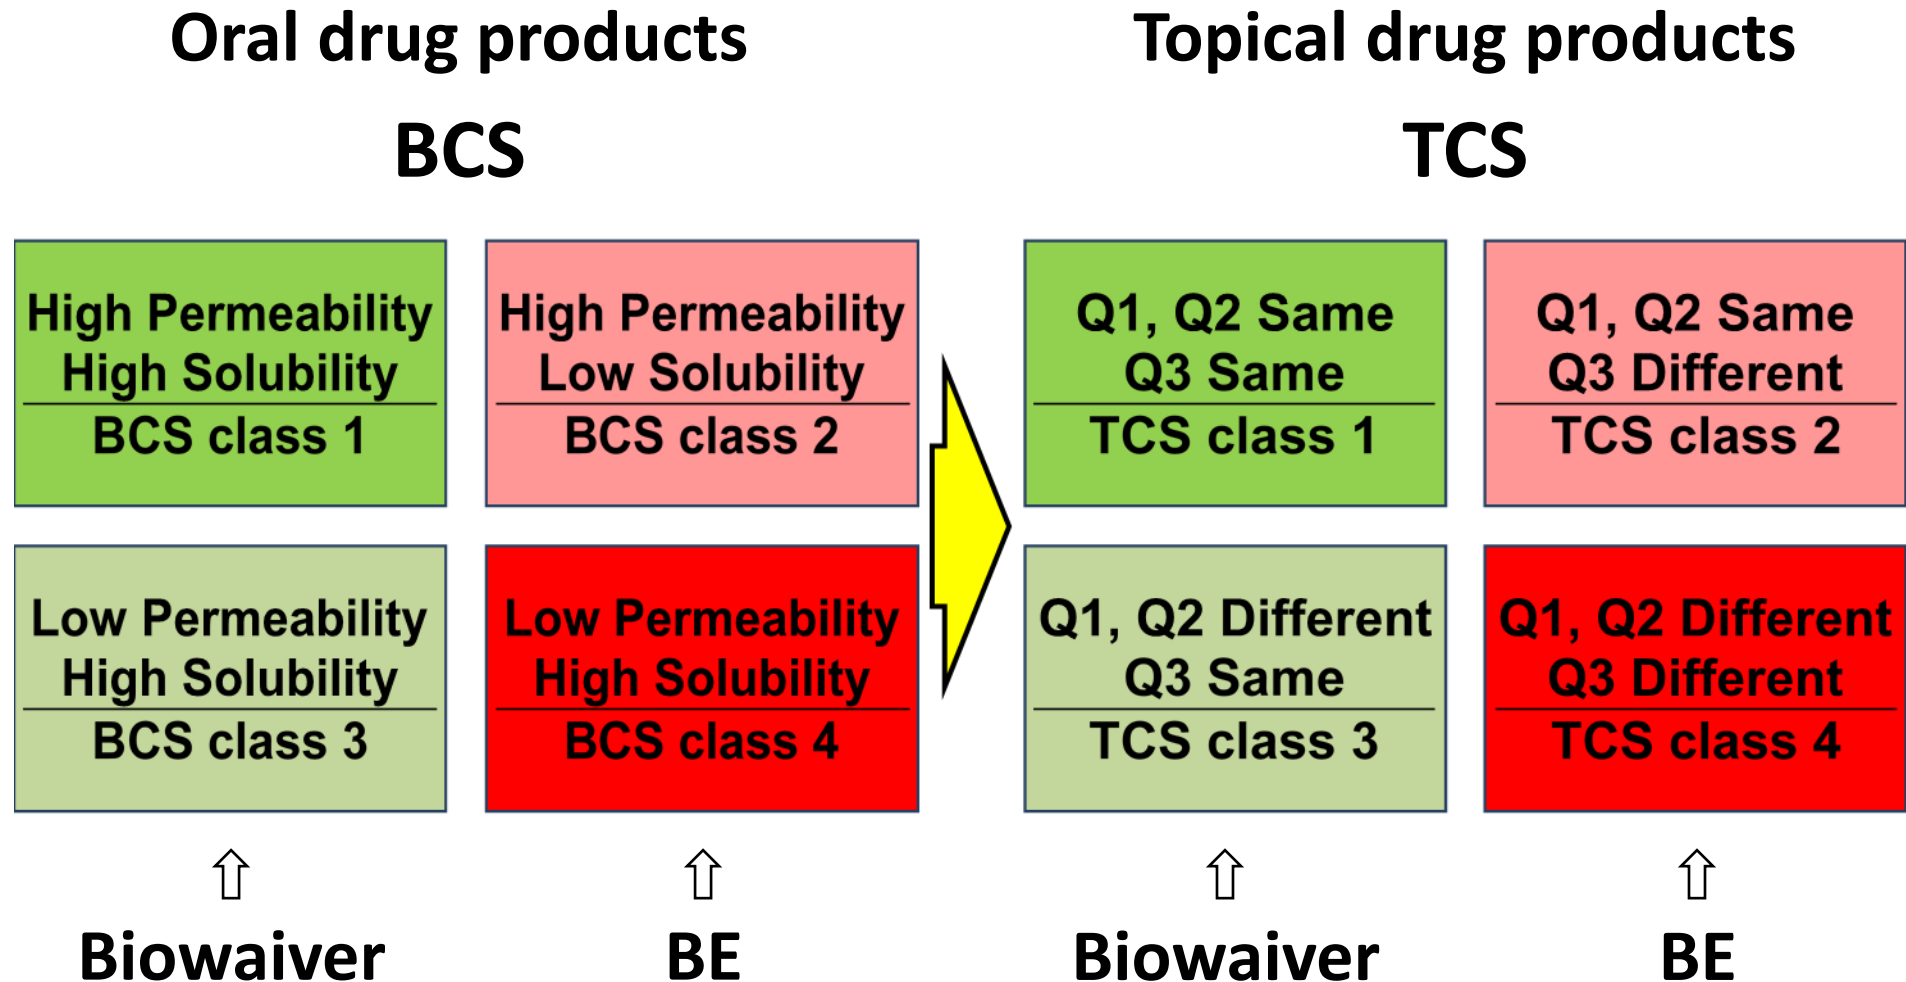 Oral drug products
BCS
High Permeability
High Solubility
BCS class 1
High Permeability
Low Solubility
BCS class 2
Low Permeability
High Solubility
BCS class 3
Low Permeability
High Solubility
BCS class 4
Biowaiver
BE
Topical drug products
TCS
Q1, Q2 Same
Q3 Same
TCS class 1
Q1, Q2 Same
Q3 Different
TCS class 2
Q1, Q2 Different
Q3 Same
TCS class 3
Q1, Q2 Different
Q3 Different
TCS class 4
Biowaiver
BE